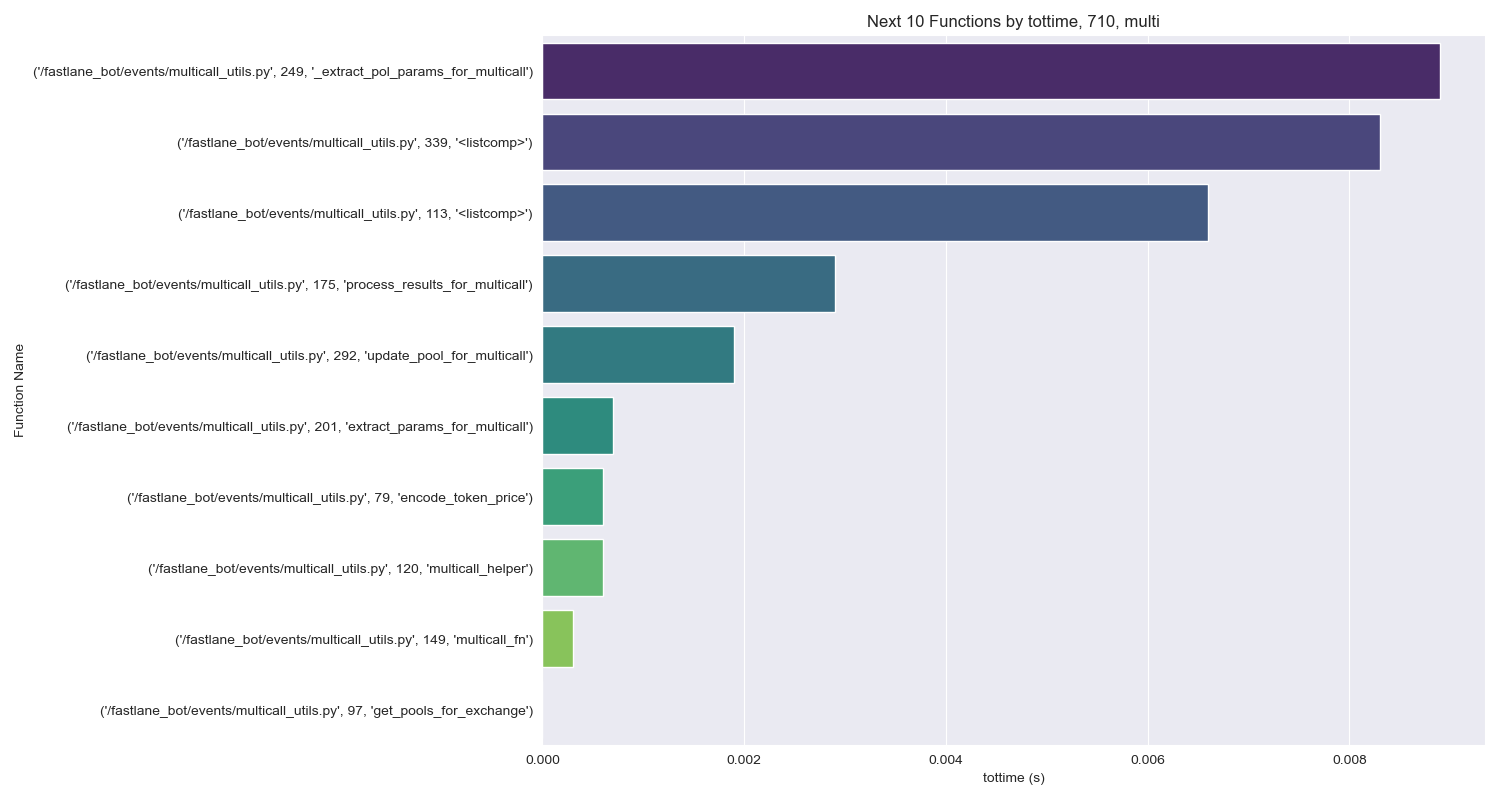 Next 10 Functions by tottime, 710, multi
('/fastlane_bot/events/multicall_utils.py', 249, '_extract_pol_params_for_multicall')
('/fastlane_bot/events/multicall_utils.py', 339, '<listcomp>')
('/fastlane_bot/events/multicall_utils.py', 113, '<listcomp>')
('/fastlane_bot/events/multicall_utils.py', 175, 'process_results_for_multicall')
('/fastlane_bot/events/multicall_utils.py', 292, 'update_pool_for_multicall')
('/fastlane_bot/events/multicall_utils.py', 201, 'extract_params_for_multicall')
('/fastlane_bot/events/multicall_utils.py', 79, 'encode_token_price')
('/fastlane_bot/events/multicall_utils.py', 120, 'multicall_helper')
('/fastlane_bot/events/multicall_utils.py', 149, 'multicall_fn')
('/fastlane_bot/events/multicall_utils.py', 97, 'get_pools_for_exchange')
Function Name
0.000 0.002 0.004 0.006 0.008
tottime (s)